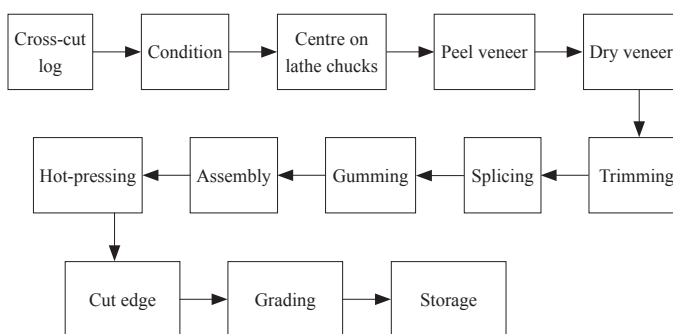 Cross-cut
log
Condition
Centre on
lathe chucks
Peel veneer
Dry veneer
Trimming
Splicing
Gumming
Assembly
Hot-pressing
Cut edge
Grading
Storage